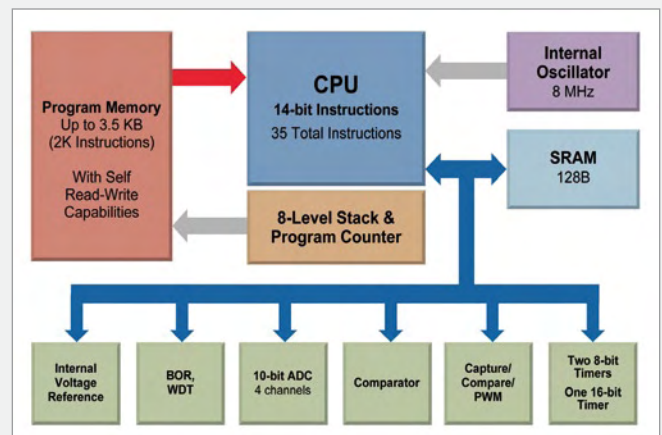 Program Memory
Up to 3.5 KB
(2K Instructions)
With Self
Read-Write
Capabilities
CPU
14-bit Instructions
35 Total Instructions
Internal
Oscillator
8 MHz
SRAM
128B
8-Level Stack &
Program Counter
Internal
Voltage
Reference
BOR,
WDT
10-bit ADC
4 channels
Comparator
Capture/
Compare/
PWM
Two 8-bit
Timers
One 16-bit
Timer